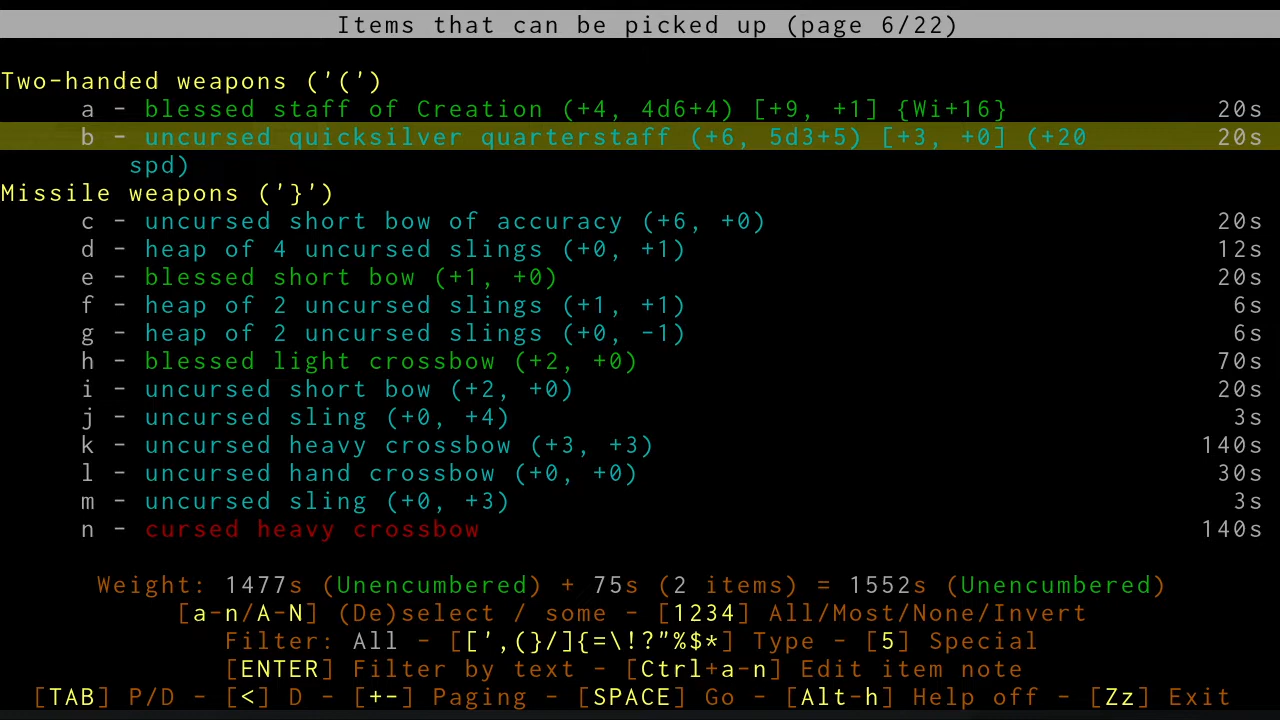 Items that can be picked up (page 6/22)
Two-handed weapons ('(')
a - blessed staff of Creation (+4, 4d6+4) [+9, +1] {Wi+16} 20s
b - uncursed quicksilver quarterstaff (+6, 5d3+5) [+3, +0] (+20 20s
spd)
Missile weapons ('}')
c - uncursed short bow of accuracy (+6, +0) 20s
d - heap of 4 uncursed slings (+0, +1) 12s
e - blessed short bow (+1, +0) 20s
f - heap of 2 uncursed slings (+1, +1) 6s
g - heap of 2 uncursed slings (+0, -1) 6s
h - blessed light crossbow (+2, +0) 70s
i - uncursed short bow (+2, +0) 20s
j - uncursed sling (+0, +4) 3s
k - uncursed heavy crossbow (+3, +3) 140s
l - uncursed hand crossbow (+0, +0) 30s
m - uncursed sling (+0, +3) 3s
n - cursed heavy crossbow 140s
Weight: 1477s (Unencumbered) + 75s (2 items) = 1552s (Unencumbered)
[a-n/A-N] (De)select / some - [1234] All/Most/None/Invert
Filter: All - [[',(}/]{=\!?"%$*] Type - [5] Special
[ENTER] Filter by text - [Ctrl+a-n] Edit item note
[TAB] P/D - [<] D - [+-] Paging - [SPACE] Go - [Alt-h] Help off - [Zz] Exit